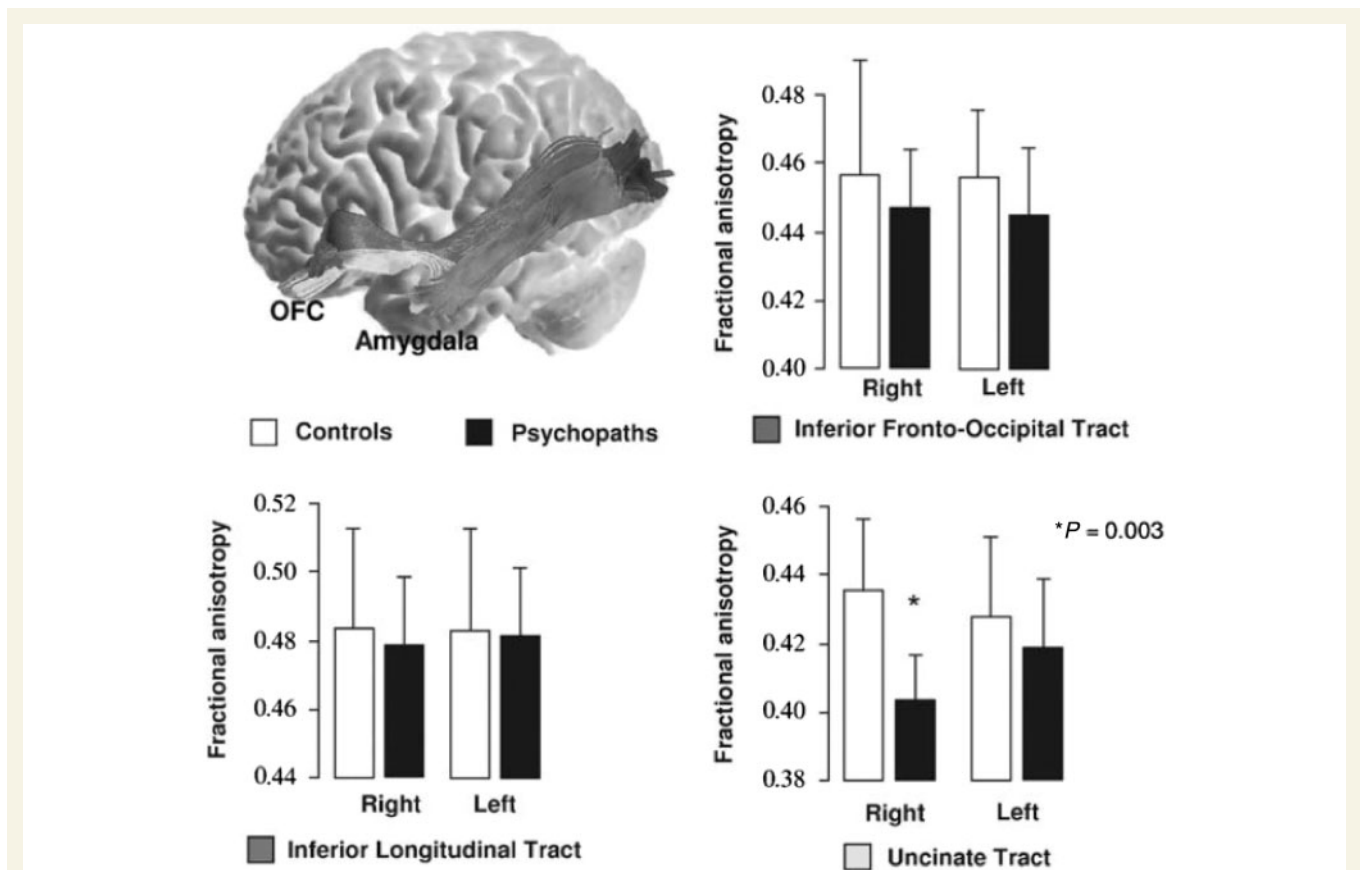 OFC
Amygdala
Controls
Psychopaths
Fractional anisotropy
0.48
0.46
0.44
0.42
0.40
Right Left
Inferior Fronto-Occipital Tract
Fractional anisotropy
0.52
0.50
0.48
0.46
0.44
Right Left
Inferior Longitudinal Tract
Fractional anisotropy
0.46
0.44
0.42
0.40
0.38
*P = 0.003
*
Right Left
Uncinate Tract